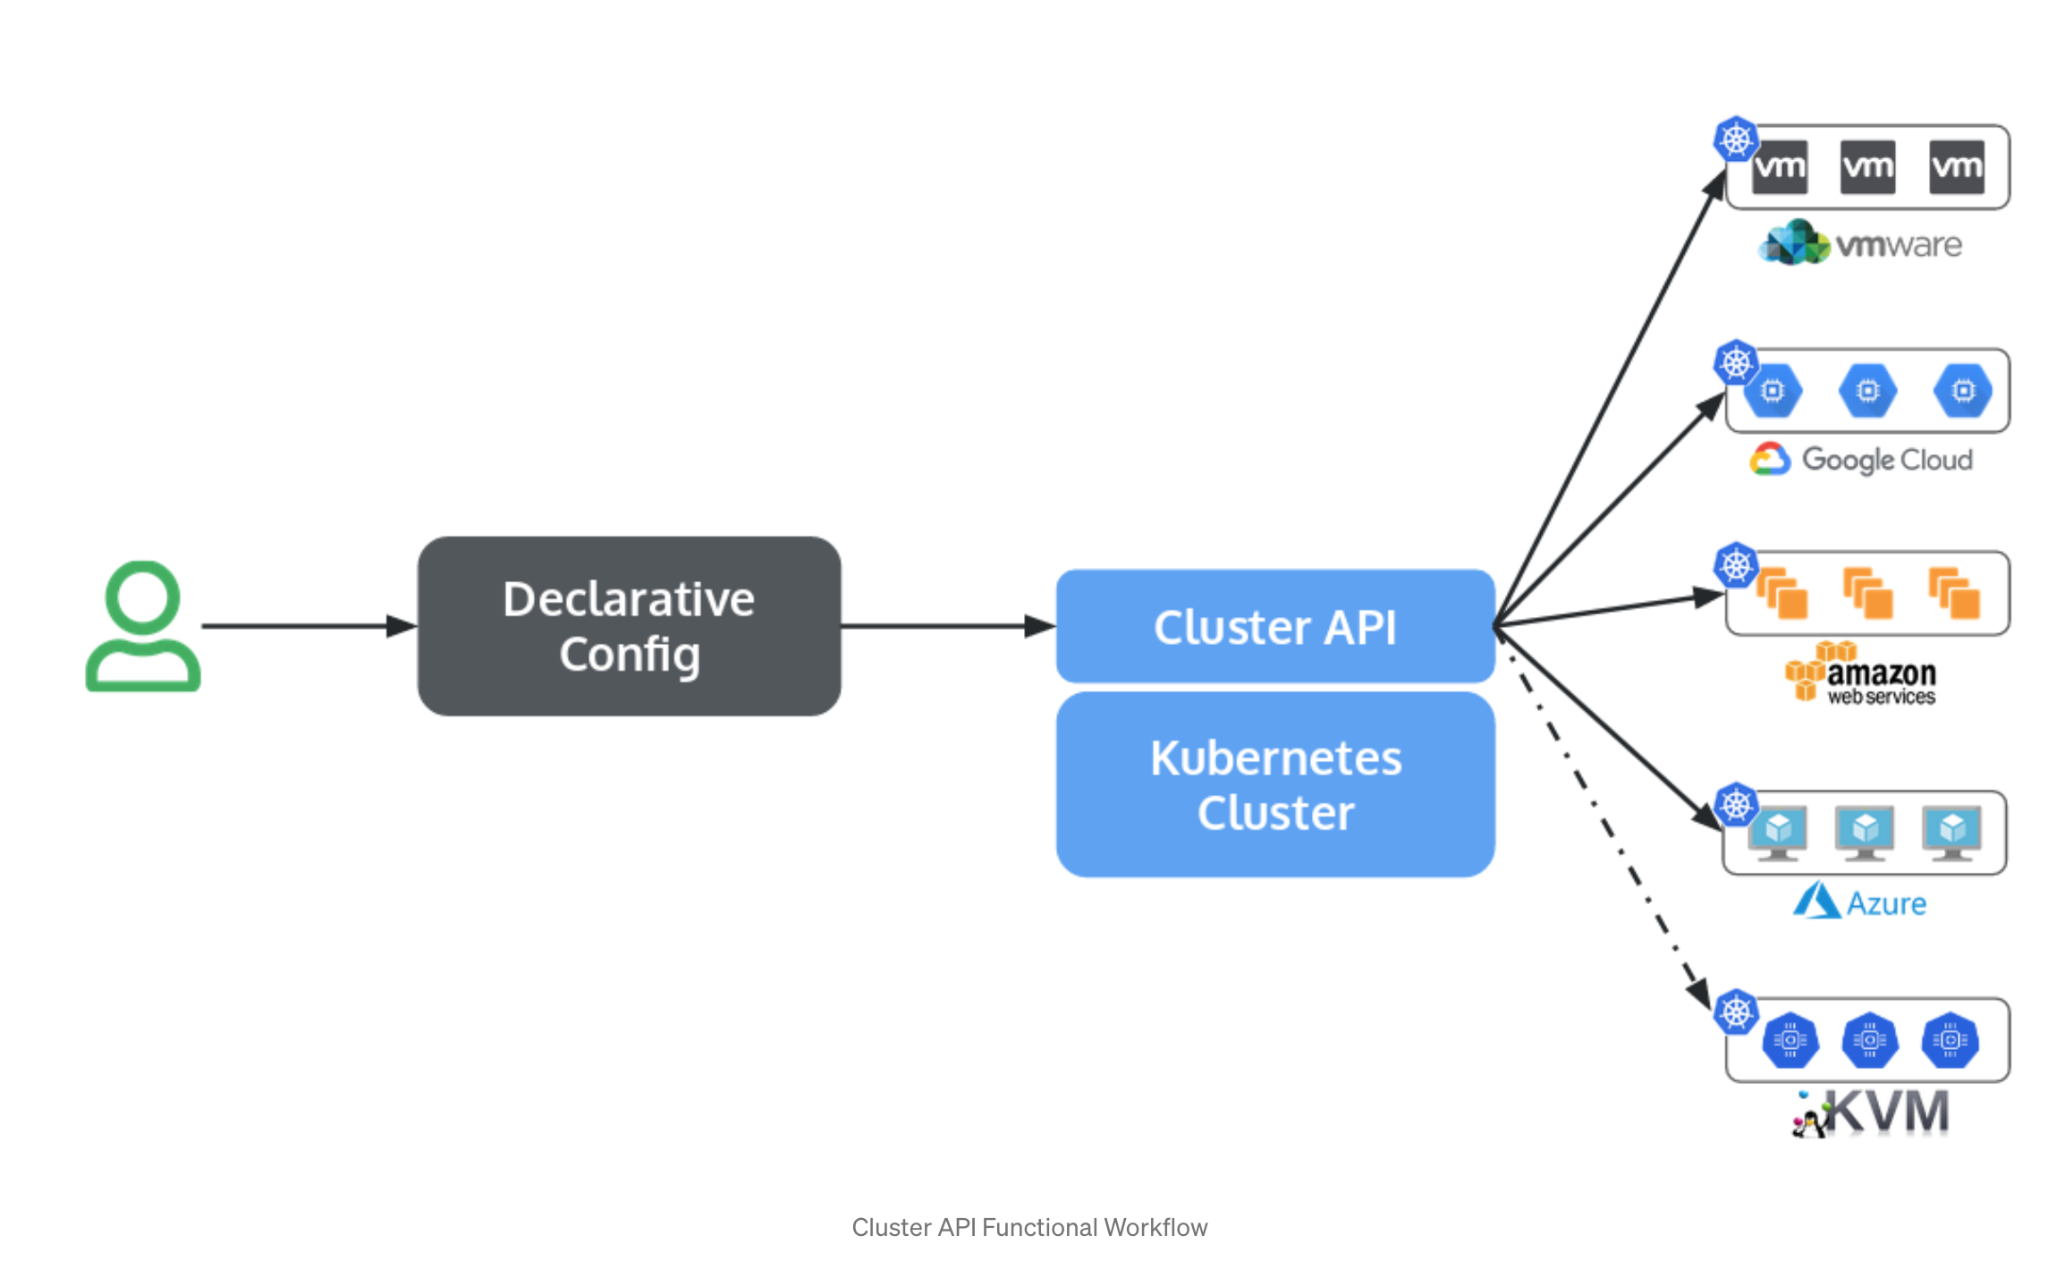 Declarative
Config
Cluster API
Kubernetes
Cluster
vm vm vm
vmware
Google Cloud
amazon
web services
Azure
KVM
Cluster API Functional Workflow